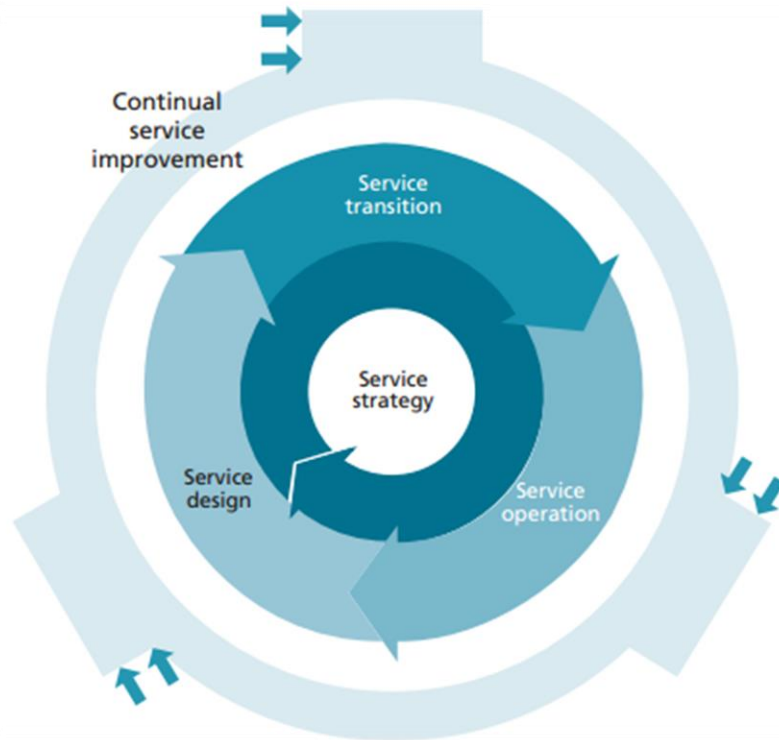 Continual
service
improvement
Service
transition
Service
strategy
Service
design
Service
operation